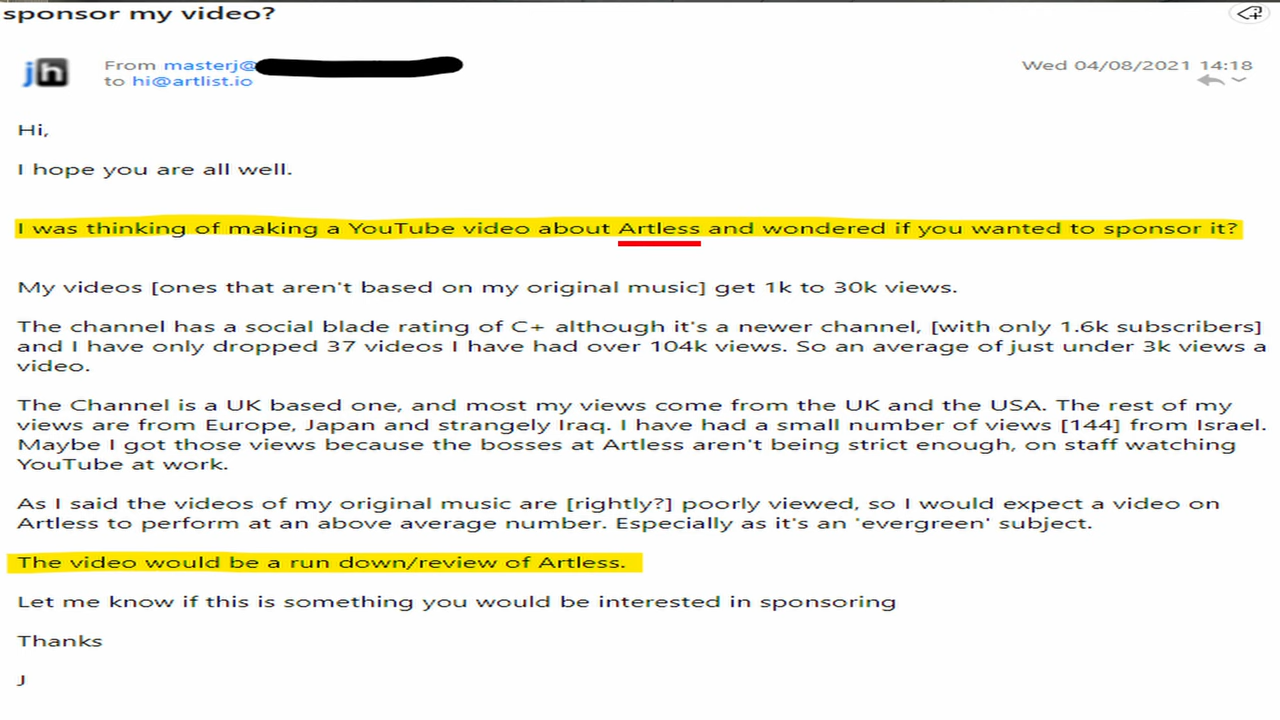 sponsor my video?
jh
From masterj@
to hi@artlist.io
Wed 04/08/2021 14:18
Hi,
I hope you are all well.
I was thinking of making a YouTube video about Artless and wondered if you wanted to sponsor it?
My videos [ones that aren't based on my original music] get 1k to 30k views.
The channel has a social blade rating of C+ although it's a newer channel, [with only 1.6k subscribers]
and I have only dropped 37 videos I have had over 104k views. So an average of just under 3k views a
video.
The Channel is a UK based one, and most my views come from the UK and the USA. The rest of my
views are from Europe, Japan and strangely Iraq. I have had a small number of views [144] from Israel.
Maybe I got those views because the bosses at Artless aren't being strict enough, on staff watching
YouTube at work.
As I said the videos of my original music are [rightly?] poorly viewed, so I would expect a video on
Artless to perform at an above average number. Especially as it's an 'evergreen' subject.
The video would be a run down/review of Artless.
Let me know if this is something you would be interested in sponsoring
Thanks
J